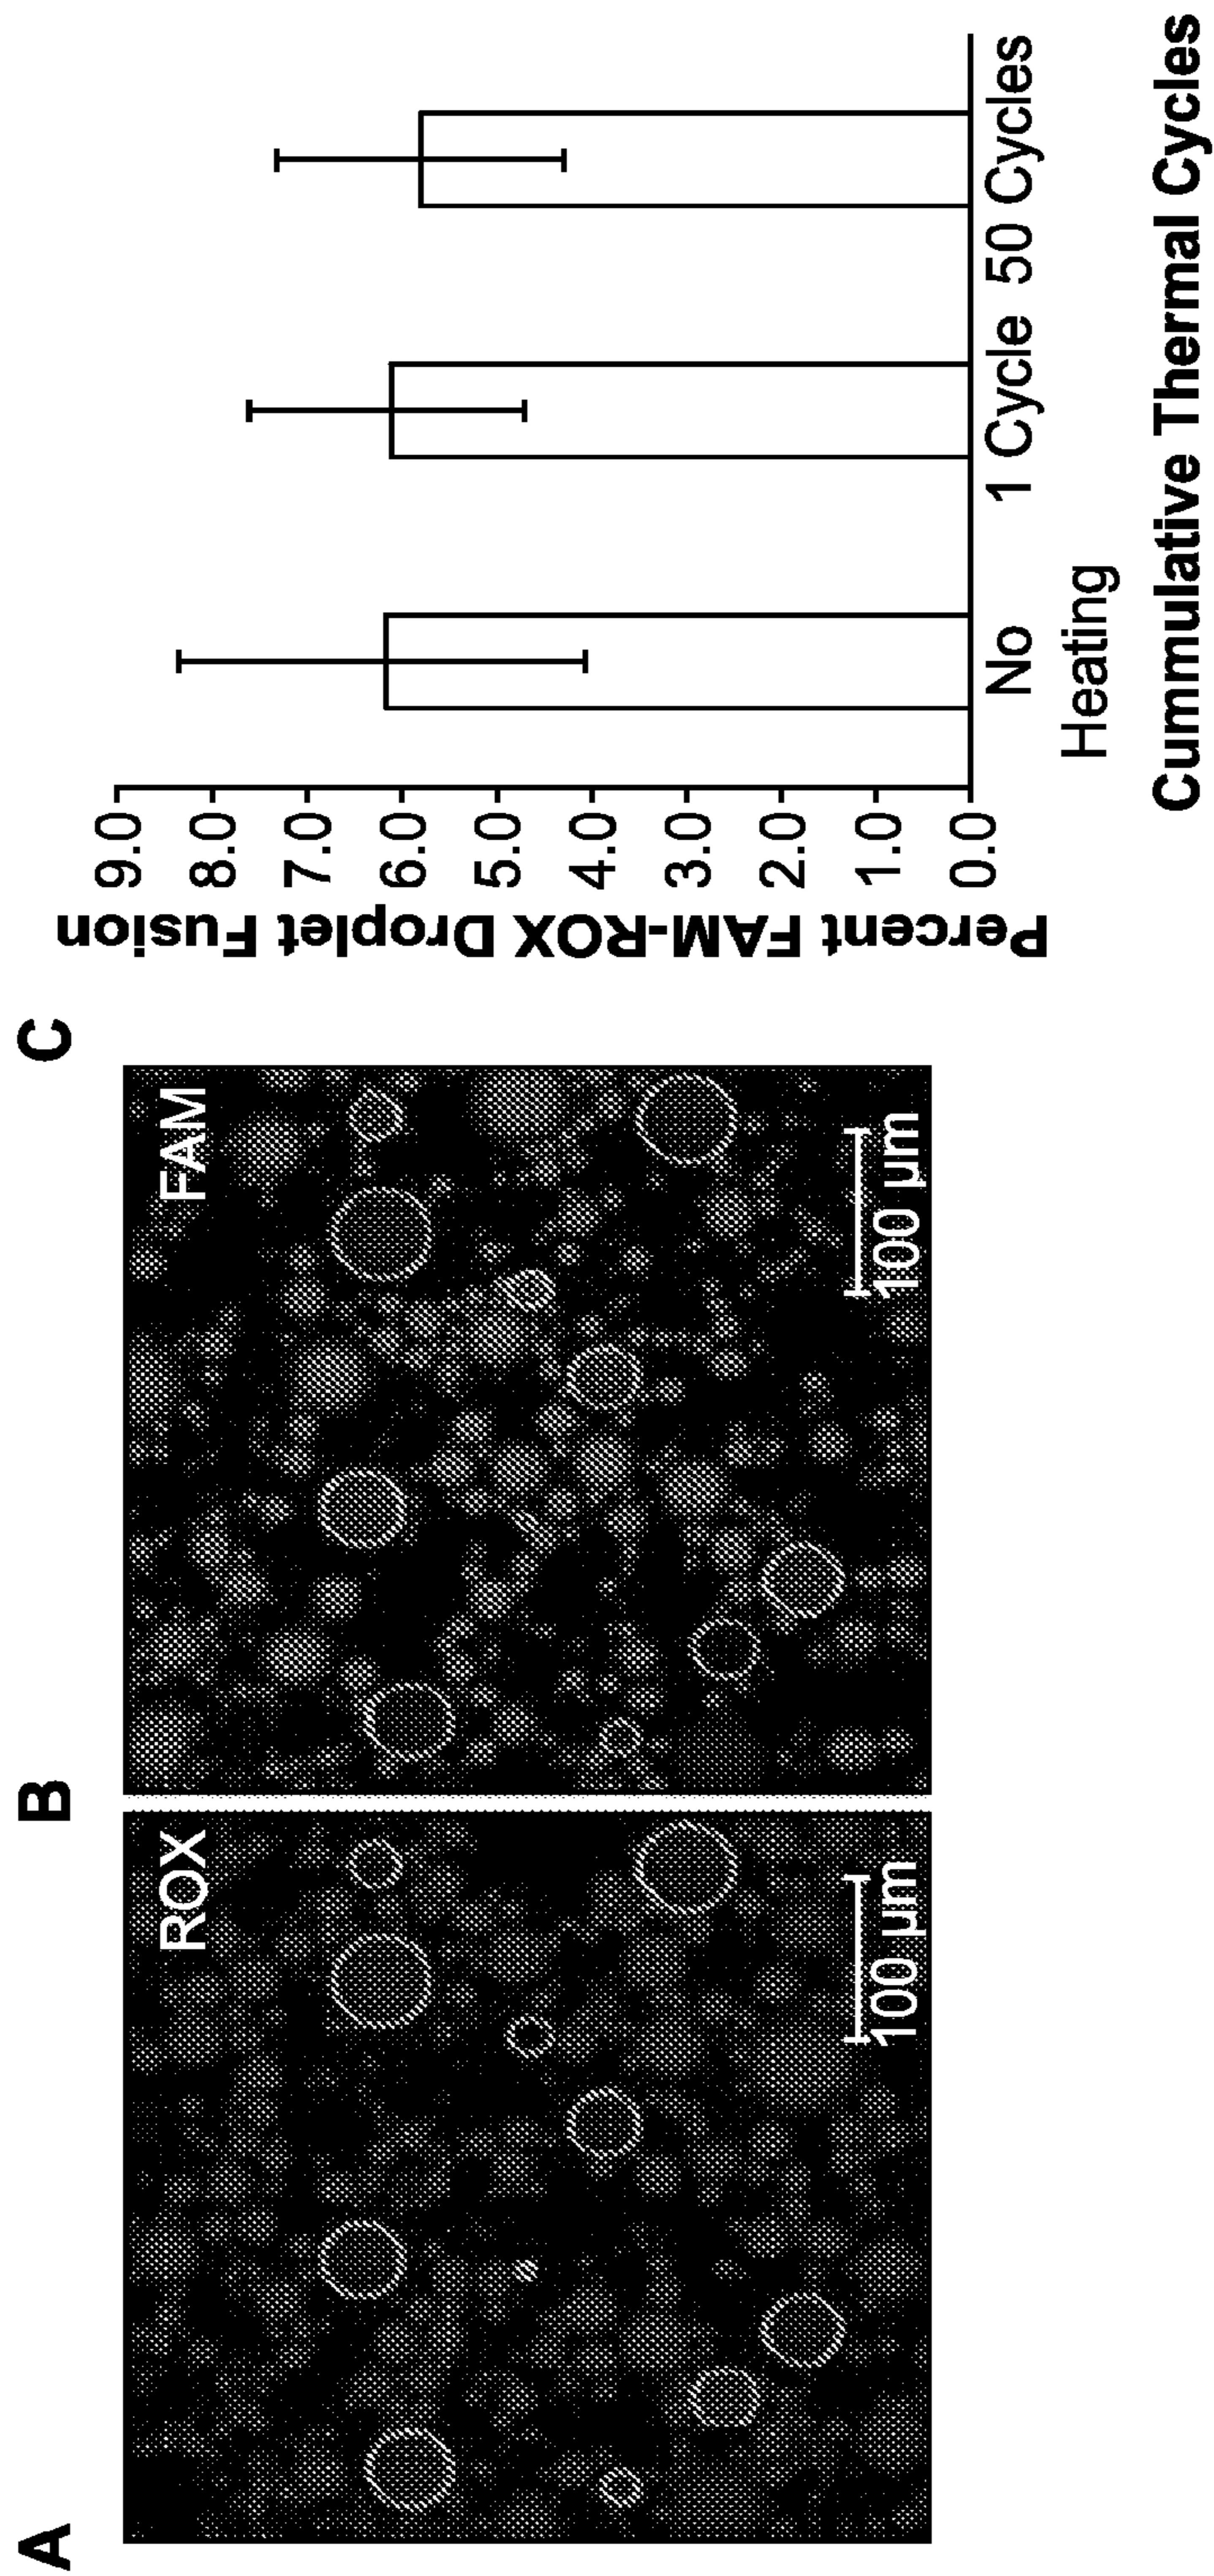 A
ROX
100 µm
B
FAM
100 µm
C
Percent FAM-ROX Droplet Fusion
9.0
8.0
7.0
6.0
5.0
4.0
3.0
2.0
1.0
0.0
No
Heating
1 Cycle
50 Cycles
Cummulative Thermal Cycles